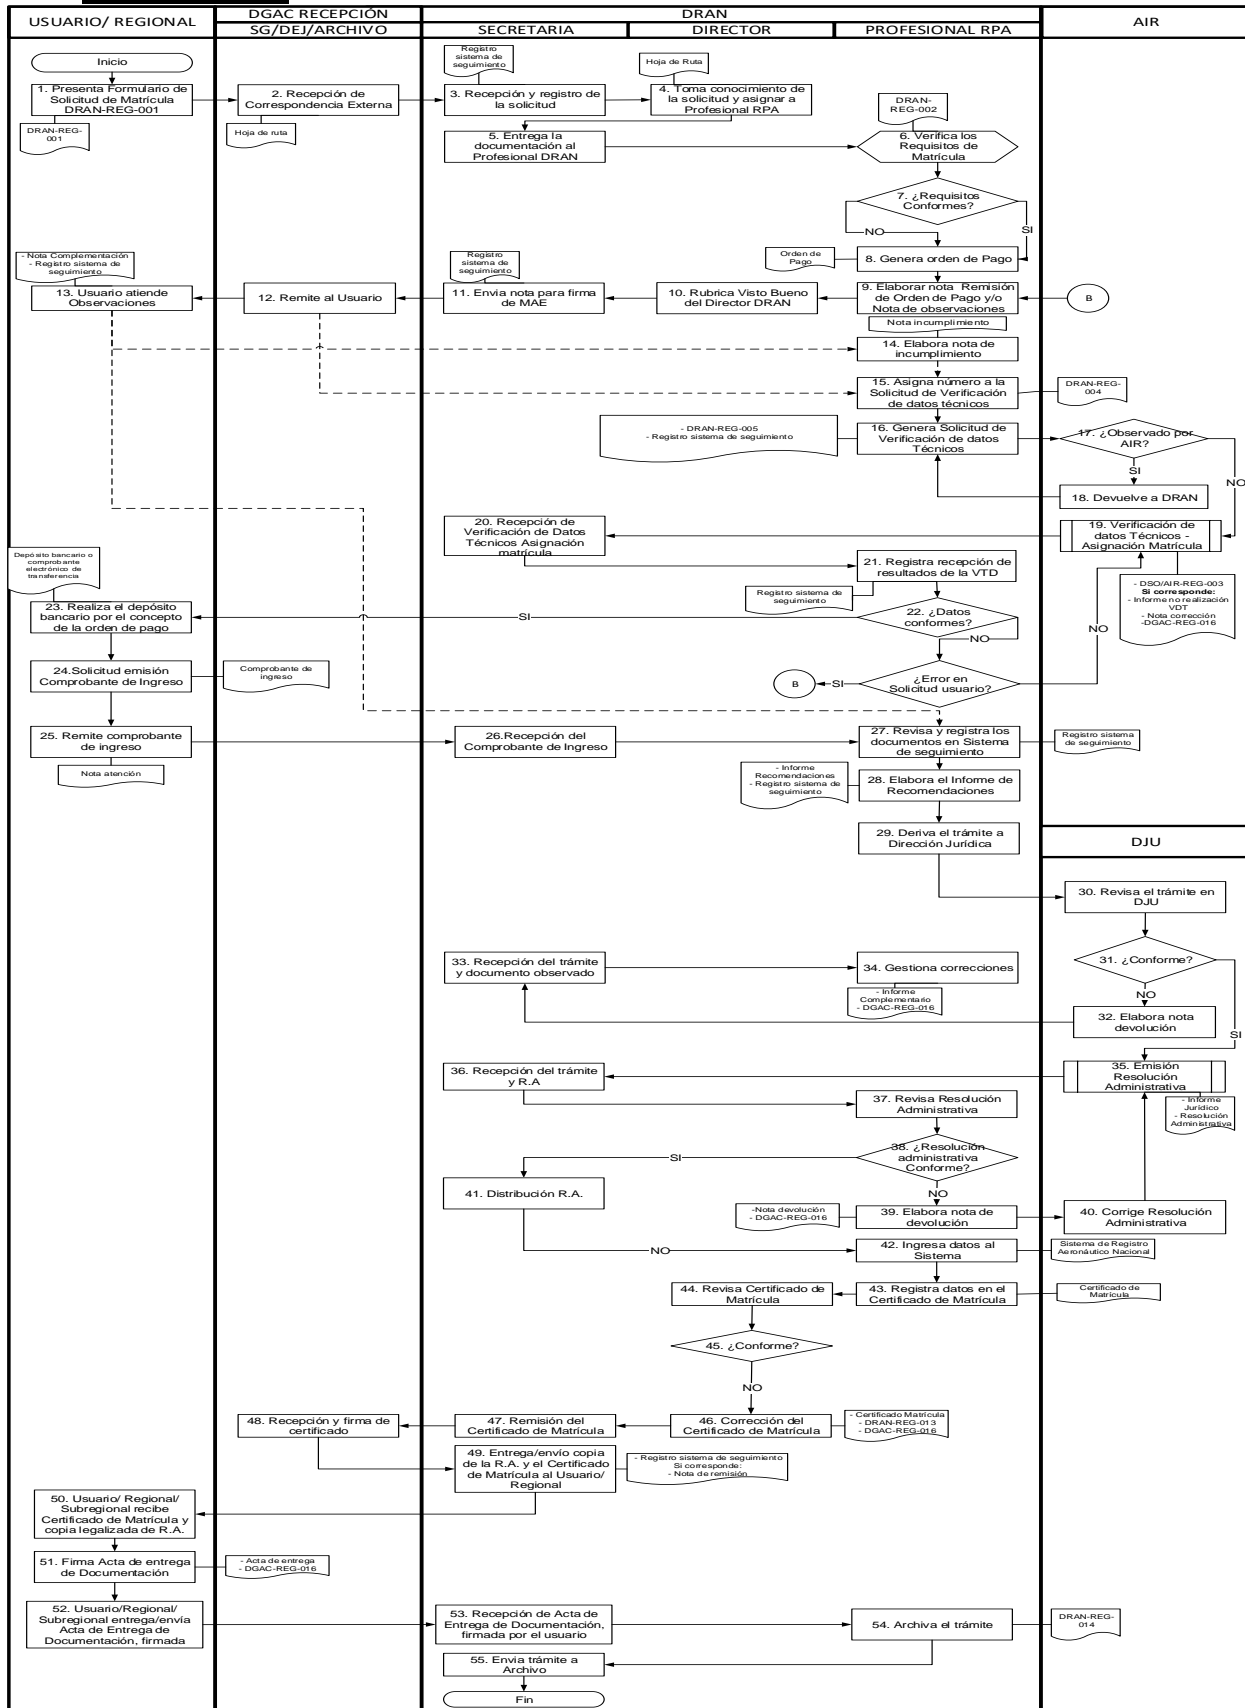 USUARIO/ REGIONAL
DGAC RECEPCIÓN
SG/DEJ/ARCHIVO
DRAN
SECRETARIA
DIRECTOR
PROFESIONAL RPA
AIR
Inicio
1. Presenta Formulario de
Solicitud de Matrícula
DRAN-REG-001
DRAN-REG-
001
2. Recepción de
Correspondencia Externa
Hoja de ruta
Registro
sistema de
seguimiento
3. Recepción y registro de
la solicitud
Hoja de Ruta
4. Toma conocimiento de
la solicitud y asignar a
Profesional RPA
5. Entrega la
documentación al
Profesional DRAN
DRAN-
REG-002
6. Verifica los
Requisitos de
Matrícula
7. ¿Requisitos
Conformes?
NO
SI
Orden de
Pago
8. Genera orden de Pago
9. Elaborar nota Remisión
de Orden de Pago y/o
Nota de observaciones
B
10. Rubrica Visto Bueno
del Director DRAN
Registro
sistema de
seguimiento
11. Envia nota para firma
de MAE
12. Remite al Usuario
- Nota Complementación
- Registro sistema de
seguimiento
13. Usuario atiende
Observaciones
Nota incumplimiento
14. Elabora nota de
incumplimiento
15. Asigna número a la
Solicitud de Verificación
de datos técnicos
DRAN-REG-
004
- DRAN-REG-005
- Registro sistema de seguimiento
16. Genera Solicitud de
Verificación de datos
Técnicos
17. ¿Observado por
AIR?
SI
NO
18. Devuelve a DRAN
19. Verificación de
datos Técnicos -
Asignación Matrícula
- DSO/AIR-REG-003
Si corresponde:
- Informe no realización
VDT
- Nota corrección
-DGAC-REG-016
20. Recepción de
Verificación de Datos
Técnicos Asignación
matrícula
21. Registra recepción de
resultados de la VTD
Registro sistema de
seguimiento
22. ¿Datos
conformes?
SI
NO
Depósito bancario o
comprobante
electrónico de
transferencia
23. Realiza el depósito
bancario por el concepto
de la orden de pago
24.Solicitud emisión
Comprobante de Ingreso
Comprobante de
ingreso
B
SI
¿Error en
Solicitud usuario?
NO
25. Remite comprobante
de ingreso
Nota atención
26.Recepción del
Comprobante de Ingreso
27. Revisa y registra los
documentos en Sistema
de seguimiento
Registro sistema
de seguimiento
- Informe
Recomendaciones
- Registro sistema de
seguimiento
28. Elabora el Informe de
Recomendaciones
29. Deriva el trámite a
Dirección Jurídica
DJU
30. Revisa el trámite en
DJU
31. ¿Conforme?
NO
SI
32. Elabora nota
devolución
33. Recepción del trámite
y documento observado
34. Gestiona correcciones
- Informe
Complementario
- DGAC-REG-016
35. Emisión
Resolución
Administrativa
- Informe
Jurídico
- Resolución
Administrativa
36. Recepción del trámite
y R.A
37. Revisa Resolución
Administrativa
38. ¿Resolución
administrativa
Conforme?
SI
NO
-Nota devolución
- DGAC-REG-016
39. Elabora nota de
devolución
40. Corrige Resolución
Administrativa
41. Distribución R.A.
NO
42. Ingresa datos al
Sistema
Sistema de Registro
Aeronáutico Nacional
43. Registra datos en el
Certificado de Matrícula
Certificado de
Matrícula
44. Revisa Certificado de
Matrícula
45. ¿Conforme?
NO
46. Corrección del
Certificado de Matrícula
- Certificado Matrícula
- DRAN-REG-013
- DGAC-REG-016
47. Remisión del
Certificado de Matrícula
48. Recepción y firma de
certificado
49. Entrega/envío copia
de la R.A. y el Certificado
de Matrícula al Usuario/
Regional
- Registro sistema de seguimiento
Si corresponde:
- Nota de remisión
50. Usuario/ Regional/
Subregional recibe
Certificado de Matrícula y
copia legalizada de R.A.
51. Firma Acta de entrega
de Documentación
- Acta de entrega
- DGAC-REG-016
52. Usuario/Regional/
Subregional entrega/envía
Acta de Entrega de
Documentación, firmada
53. Recepción de Acta de
Entrega de Documentación,
firmada por el usuario
54. Archiva el trámite
DRAN-REG-
014
55. Envia trámite a
Archivo
Fin